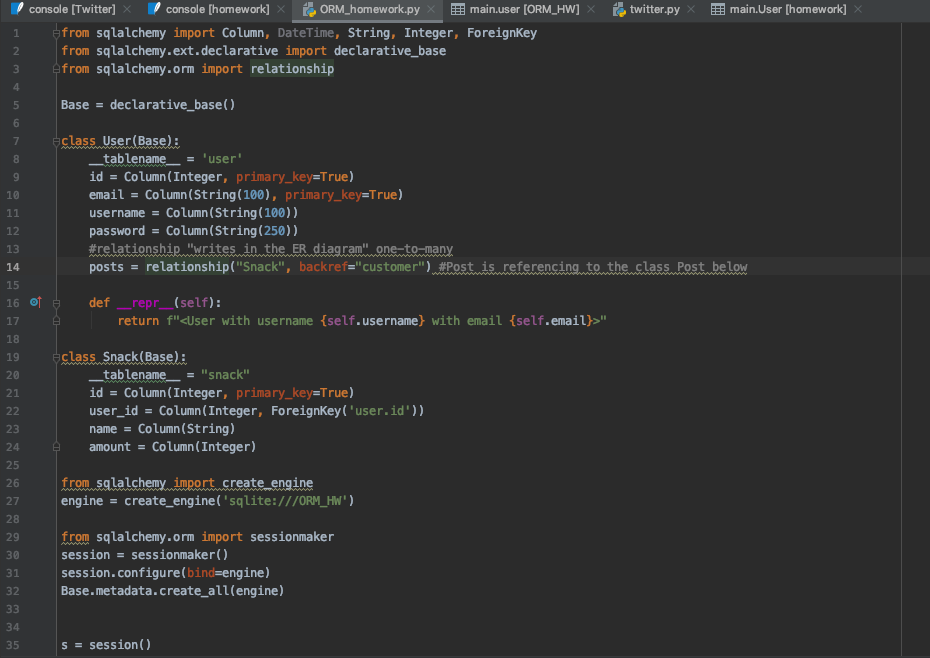 console [Twitter] console [homework] ORM_homework.py main.user [ORM_HW] twitter.py main.User [homework]
1 from sqlalchemy import Column, DateTime, String, Integer, ForeignKey
2 from sqlalchemy.ext.declarative import declarative_base
3 from sqlalchemy.orm import relationship
4
5 Base = declarative_base()
6
7 class User(Base):
8 __tablename__ = 'user'
9 id = Column(Integer, primary_key=True)
10 email = Column(String(100), primary_key=True)
11 username = Column(String(100))
12 password = Column(String(250))
13 #relationship "writes in the ER diagram" one-to-many
14 posts = relationship("Snack", backref="customer") #Post is referencing to the class Post below
15
16 def __repr__(self):
17 return f"<User with username {self.username} with email {self.email}>"
18
19 class Snack(Base):
20 __tablename__ = "snack"
21 id = Column(Integer, primary_key=True)
22 user_id = Column(Integer, ForeignKey('user.id'))
23 name = Column(String)
24 amount = Column(Integer)
25
26 from sqlalchemy import create_engine
27 engine = create_engine('sqlite:///ORM_HW')
28
29 from sqlalchemy.orm import sessionmaker
30 session = sessionmaker()
31 session.configure(bind=engine)
32 Base.metadata.create_all(engine)
33
34
35 s = session()